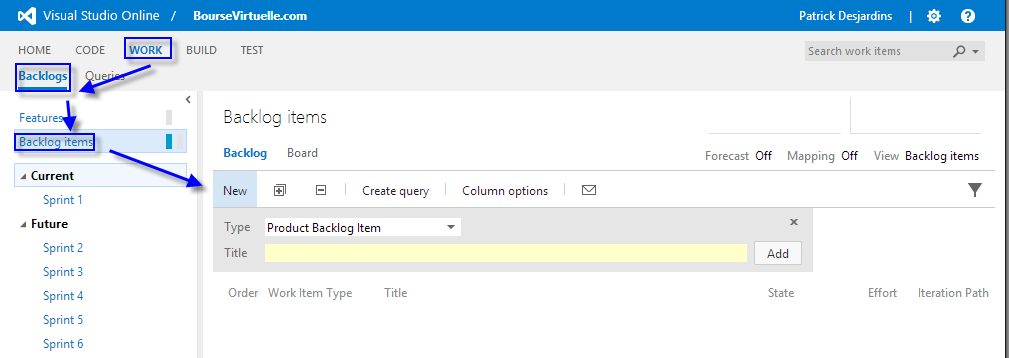 Visual Studio Online / BourseVirtuelle.com Patrick Desjardins | ?
HOME CODE WORK BUILD TEST Search work items
Backlogs Queries
Features
Backlog items
Current
Sprint 1
Future
Sprint 2
Sprint 3
Sprint 4
Sprint 5
Sprint 6
Backlog items
Backlog Board
Forecast Off Mapping Off View Backlog items
New Create query Column options
Type Product Backlog Item
Title Add
Order Work Item Type Title State Effort Iteration Path